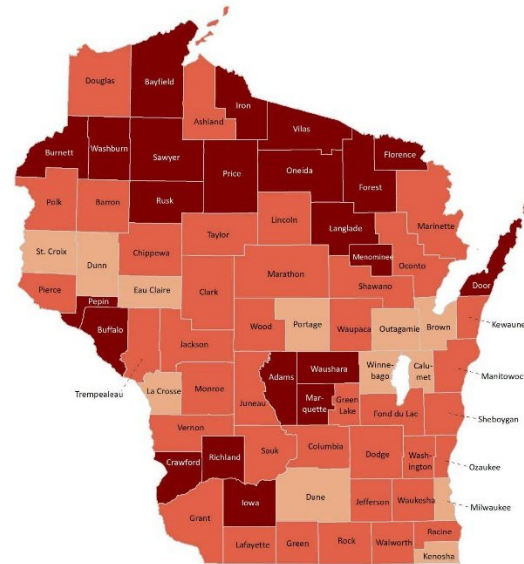 Douglas
Bayfield
Iron
Ashland
Vilas
Florence
Burnett
Washburn
Sawyer
Price
Oneida
Forest
Polk
Barron
Rusk
Lincoln
Langlade
Marinette
Taylor
Menominee
Oconto
St. Croix
Dunn
Chippewa
Marathon
Door
Pierce
Pepin
Eau Claire
Clark
Shawano
Buffalo
Wood
Portage
Waupaca
Outagamie
Brown
Kewaunee
Trempealeau
Jackson
Adams
Waushara
Winne-
bago
Calu-
met
Manitowoc
La Crosse
Monroe
Juneau
Mar-
quette
Green
Lake
Fond du Lac
Sheboygan
Vernon
Crawford
Richland
Sauk
Columbia
Dodge
Wash-
ington
Ozaukee
Iowa
Dane
Jefferson
Waukesha
Milwaukee
Grant
Lafayette
Green
Rock
Walworth
Racine
Kenosha